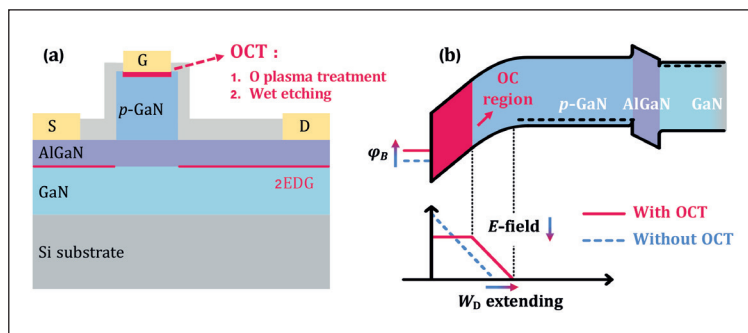 (a)
G
OCT :
1. O plasma treatment
2. Wet etching
p-GaN
S
D
AlGaN
2EDG
GaN
Si substrate
(b)
OC
region
p-GaN
AlGaN
GaN
φB
E-field
With OCT
Without OCT
WD extending